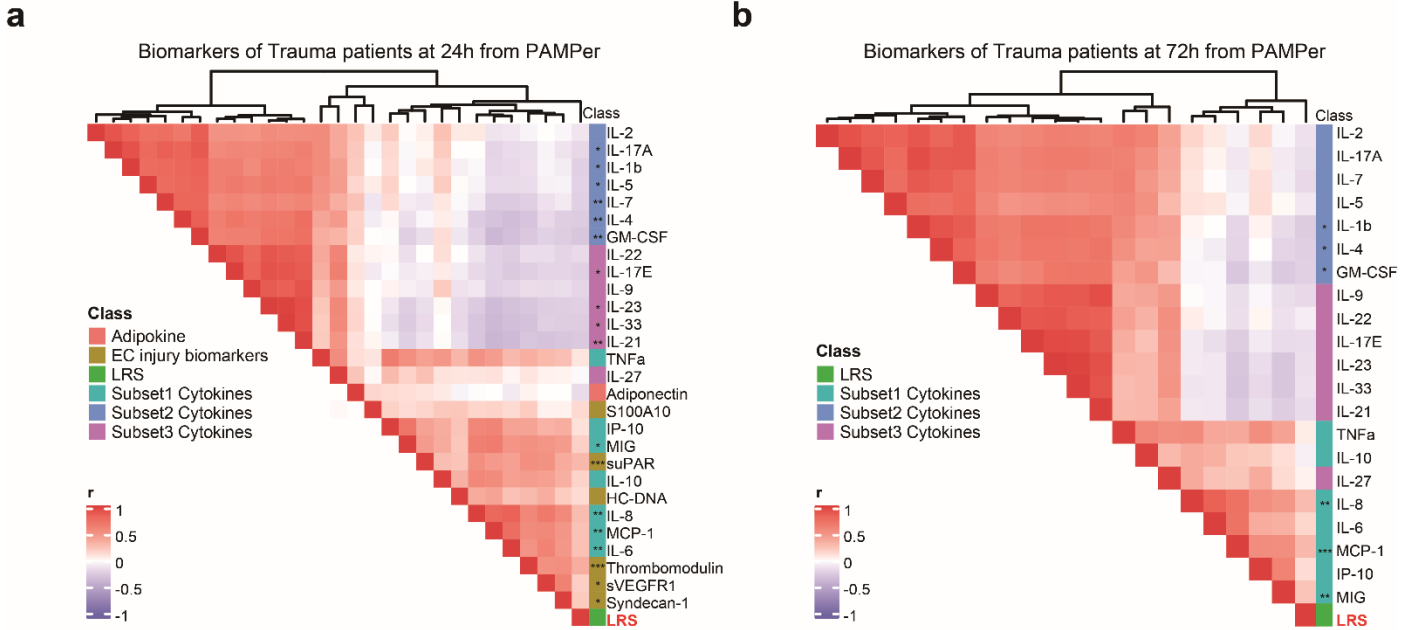 a
Biomarkers of Trauma patients at 24h from PAMPer
Class
IL-2
* IL-17A
* IL-1b
* IL-5
** IL-7
** IL-4
** GM-CSF
IL-22
* IL-17E
IL-9
* IL-23
* IL-33
** IL-21
TNFa
IL-27
Adiponectin
S100A10
IP-10
* MIG
*** suPAR
IL-10
HC-DNA
** IL-8
** MCP-1
** IL-6
*** Thrombomodulin
* sVEGFR1
* Syndecan-1
LRS
Class
Adipokine
EC injury biomarkers
LRS
Subset1 Cytokines
Subset2 Cytokines
Subset3 Cytokines
r
1
0.5
0
-0.5
-1
b
Biomarkers of Trauma patients at 72h from PAMPer
Class
IL-2
IL-17A
IL-7
IL-5
* IL-1b
* IL-4
* GM-CSF
IL-9
IL-22
IL-17E
IL-23
IL-33
IL-21
TNFa
IL-10
IL-27
** IL-8
IL-6
*** MCP-1
IP-10
** MIG
LRS
Class
LRS
Subset1 Cytokines
Subset2 Cytokines
Subset3 Cytokines
r
1
0.5
0
-0.5
-1